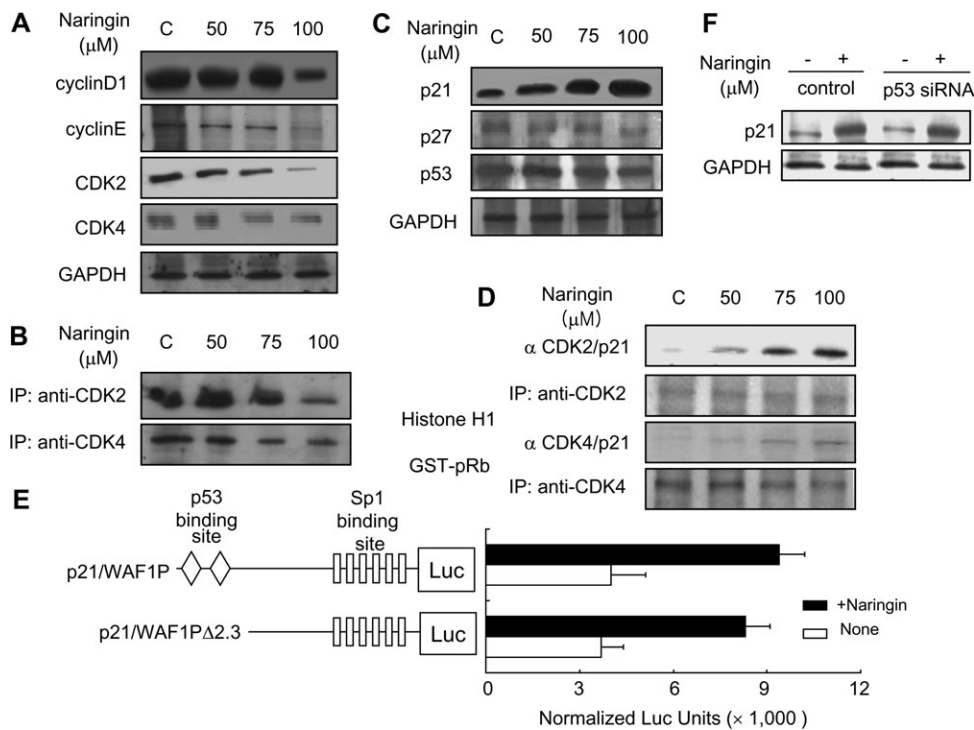 A
Naringin
(μM)
C 50 75 100
cyclinD1
cyclinE
CDK2
CDK4
GAPDH
B
Naringin
(μM)
C 50 75 100
IP: anti-CDK2
IP: anti-CDK4
Histone H1
GST-pRb
C
Naringin
(μM)
C 50 75 100
p21
p27
p53
GAPDH
D
Naringin
(μM)
C 50 75 100
α CDK2/p21
IP: anti-CDK2
α CDK4/p21
IP: anti-CDK4
E
p53
binding
site
Sp1
binding
site
p21/WAF1P
Luc
p21/WAF1PΔ2.3
Luc
+Naringin
None
0 3 6 9 12
Normalized Luc Units (× 1,000)
F
Naringin
(μM)
- + - +
control p53 siRNA
p21
GAPDH